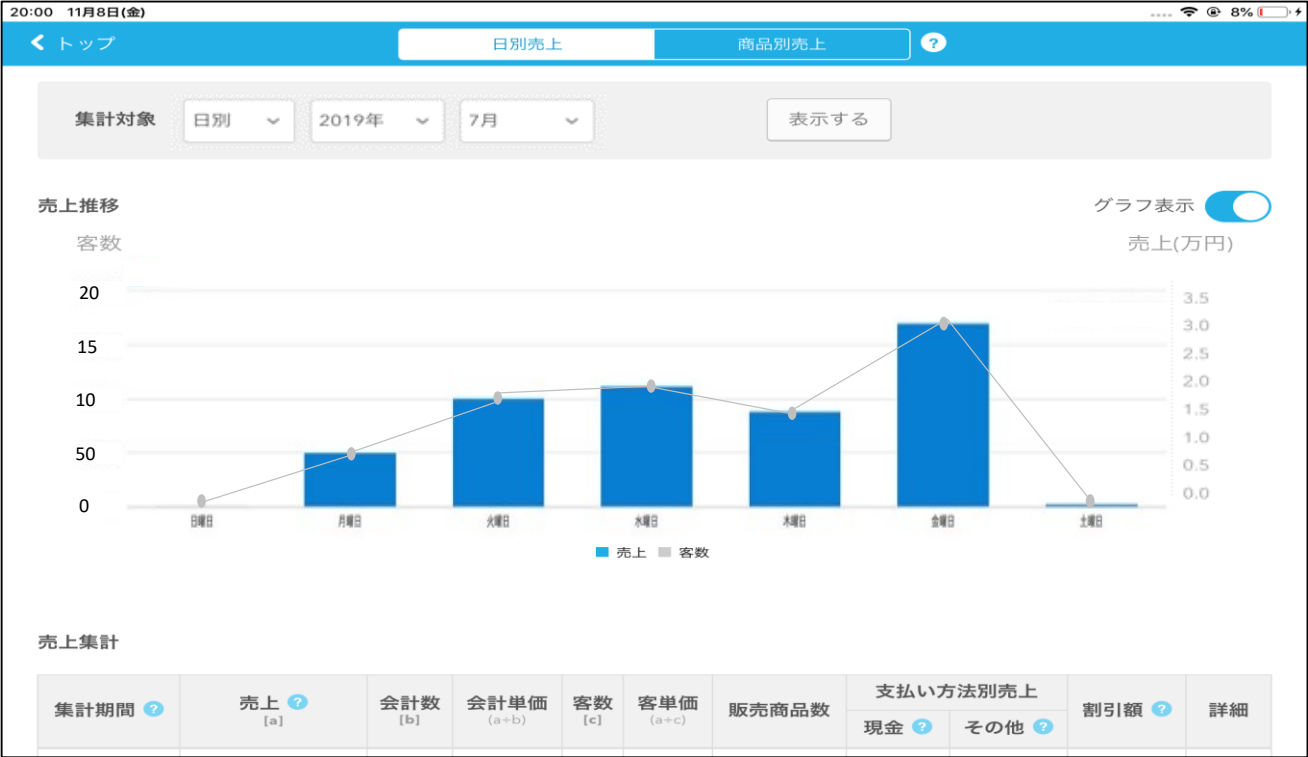 20:00 11月8日(金)
8%
トップ
日別売上
商品別売上
?
集計対象
日別
2019年
7月
表示する
売上推移
グラフ表示
客数
売上(万円)
20
15
10
50
0
3.5
3.0
2.5
2.0
1.5
1.0
0.5
0.0
日曜日
月曜日
火曜日
水曜日
木曜日
金曜日
土曜日
売上 客数
売上集計
集計期間 ?
売上 ?
[a]
会計数
[b]
会計単価
(a÷b)
客数
[c]
客単価
(a÷c)
販売商品数
支払い方法別売上
現金 ?
その他 ?
割引額 ?
詳細